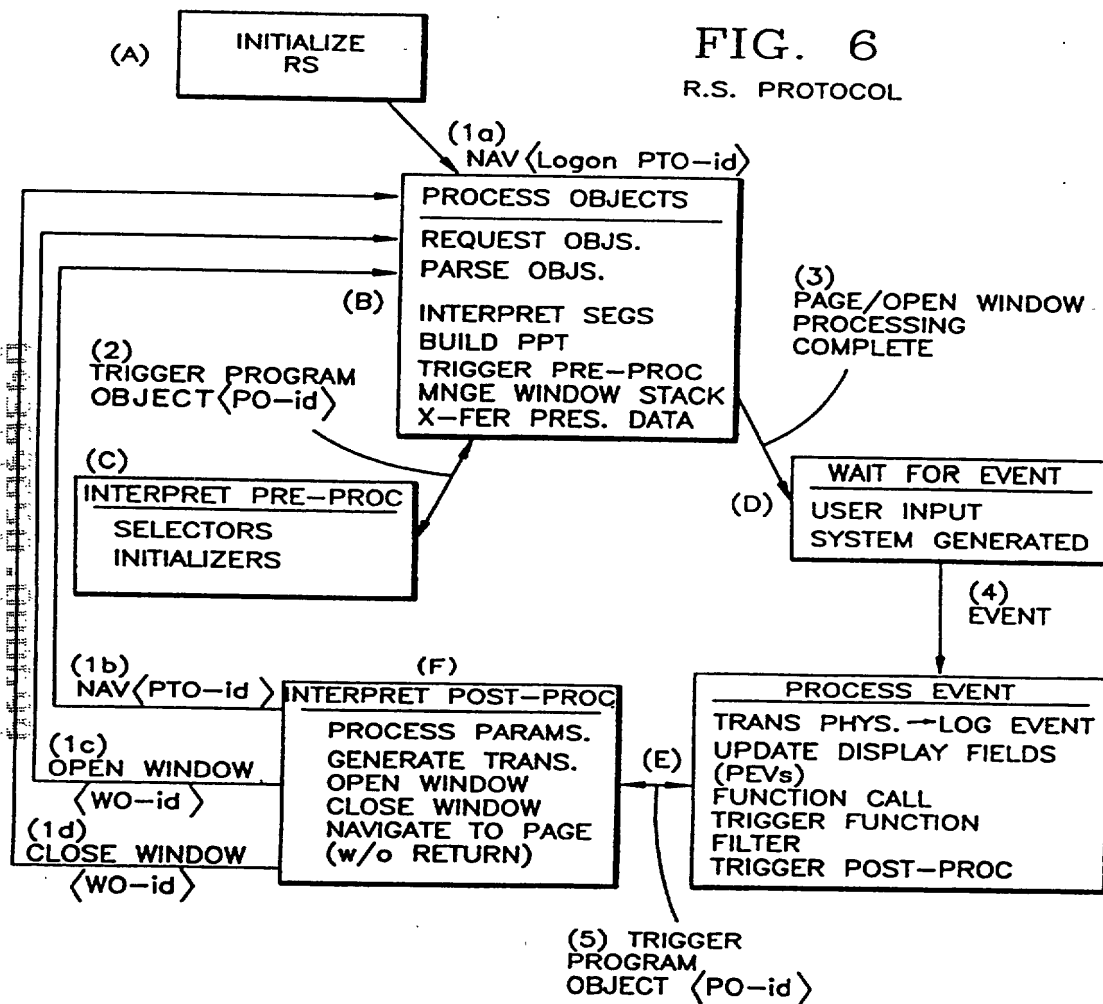 FIG. 6
R.S. PROTOCOL
(A)
INITIALIZE
RS
(1a)
NAV⟨Logon PTO-id⟩
(B)
PROCESS OBJECTS
REQUEST OBJS.
PARSE OBJS.
INTERPRET SEGS
BUILD PPT
TRIGGER PRE-PROC
MNGE WINDOW STACK
X-FER PRES. DATA
(2)
TRIGGER PROGRAM
OBJECT⟨PO-id⟩
(3)
PAGE/OPEN WINDOW
PROCESSING
COMPLETE
(C)
INTERPRET PRE-PROC
SELECTORS
INITIALIZERS
(D)
WAIT FOR EVENT
USER INPUT
SYSTEM GENERATED
(4)
EVENT
(E)
PROCESS EVENT
TRANS PHYS.→LOG EVENT
UPDATE DISPLAY FIELDS
(PEVs)
FUNCTION CALL
TRIGGER FUNCTION
FILTER
TRIGGER POST-PROC
(F)
INTERPRET POST-PROC
PROCESS PARAMS.
GENERATE TRANS.
OPEN WINDOW
CLOSE WINDOW
NAVIGATE TO PAGE
(w/o RETURN)
(1b)
NAV⟨PTO-id⟩
(1c)
OPEN WINDOW
⟨WO-id⟩
(1d)
CLOSE WINDOW
⟨WO-id⟩
(5) TRIGGER
PROGRAM
OBJECT ⟨PO-id⟩